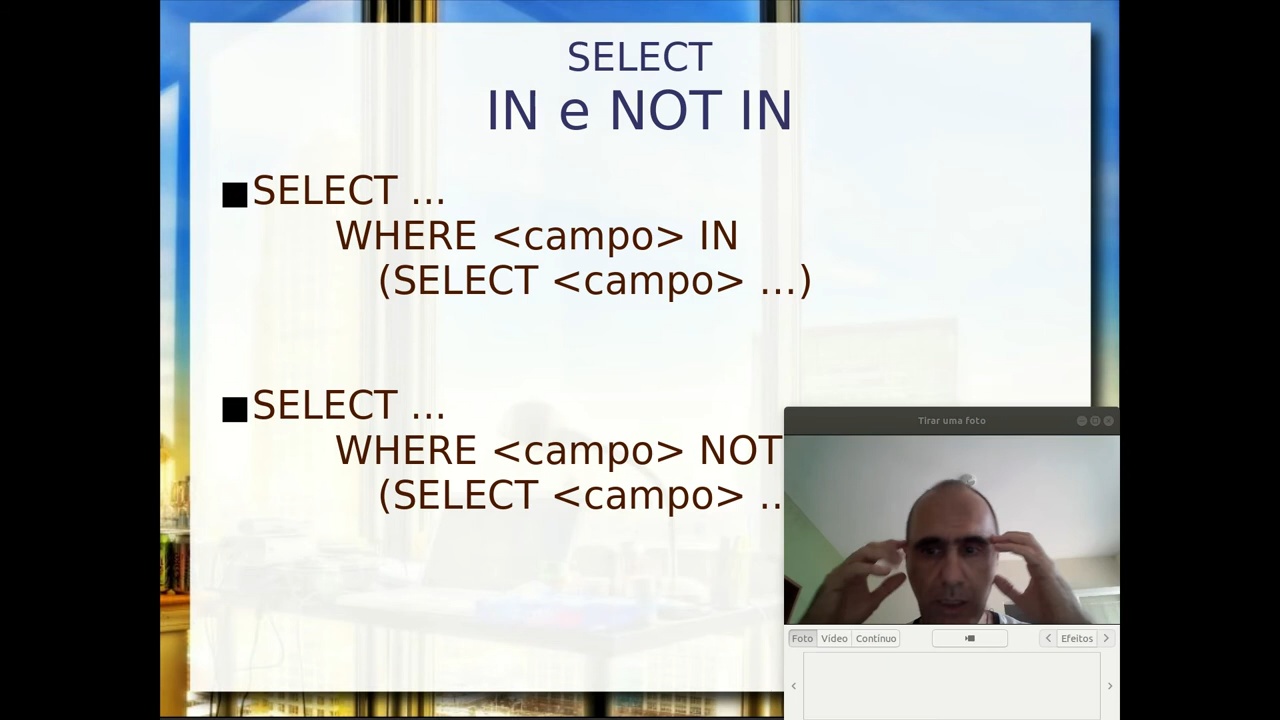 SELECT
IN e NOT IN
■SELECT ...
WHERE <campo> IN
(SELECT <campo> ...)
■SELECT ...
WHERE <campo> NOT
(SELECT <campo> ..
Tirar uma foto
Foto Vídeo Contínuo Efeitos